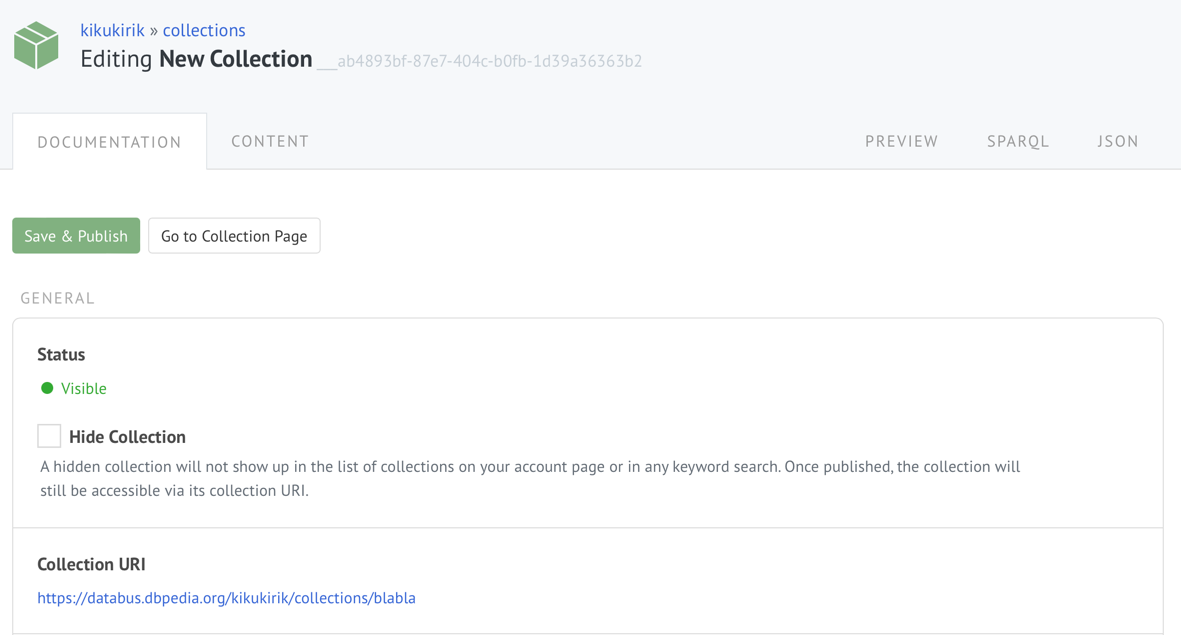 kikukirik » collections
Editing New Collection __ab4893bf-87e7-404c-b0fb-1d39a36363b2
DOCUMENTATION CONTENT PREVIEW SPARQL JSON
Save & Publish Go to Collection Page
GENERAL
Status
Visible
Hide Collection
A hidden collection will not show up in the list of collections on your account page or in any keyword search. Once published, the collection will
still be accessible via its collection URI.
Collection URI
https://databus.dbpedia.org/kikukirik/collections/blabla